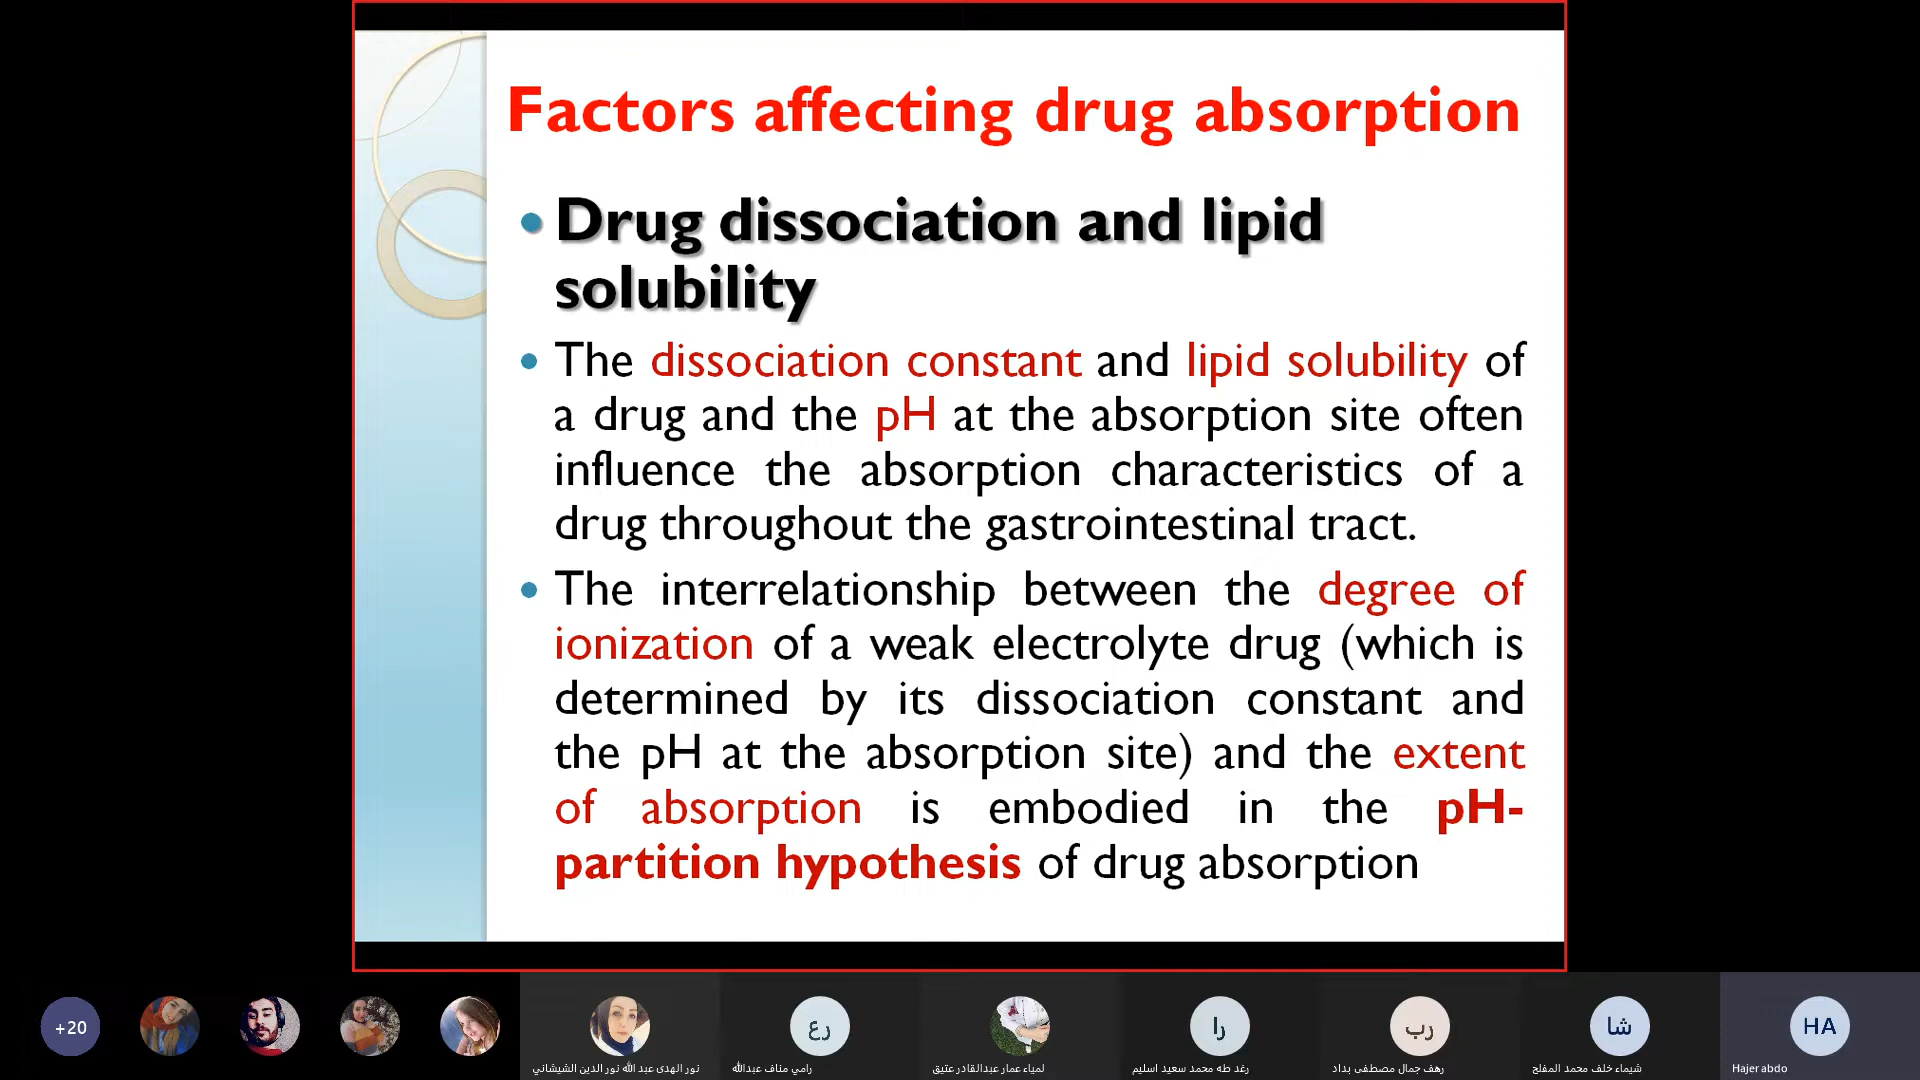 Factors affecting drug absorption
• Drug dissociation and lipid
solubility
• The dissociation constant and lipid solubility of
a drug and the pH at the absorption site often
influence the absorption characteristics of a
drug throughout the gastrointestinal tract.
• The interrelationship between the degree of
ionization of a weak electrolyte drug (which is
determined by its dissociation constant and
the pH at the absorption site) and the extent
of absorption is embodied in the pH-
partition hypothesis of drug absorption
+20
رع
را
رب
شا
HA
نور الهدى عبد الله نور الدين الشيشاني
رامي مناف عبدالله
لمياء عمار عبدالقادر عتيق
رغد طه محمد سعيد اسليم
رهف جمال مصطفى بداد
شيماء خلف محمد المفلح
Hajer abdo